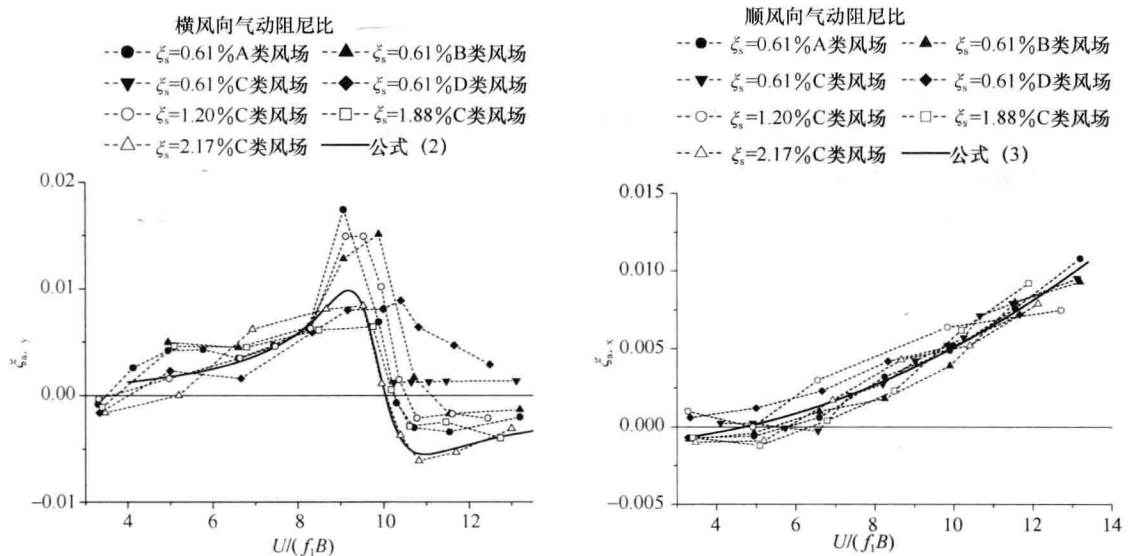 横风向气动阻尼比
ξs=0.61%A类风场 ξs=0.61%B类风场
ξs=0.61%C类风场 ξs=0.61%D类风场
ξs=1.20%C类风场 ξs=1.88%C类风场
ξs=2.17%C类风场 公式（2）
0.02
0.01
0.00
−0.01
ξa, y
4 6 8 10 12
U/(f1B)
顺风向气动阻尼比
ξs=0.61%A类风场 ξs=0.61%B类风场
ξs=0.61%C类风场 ξs=0.61%D类风场
ξs=1.20%C类风场 ξs=1.88%C类风场
ξs=2.17%C类风场 公式（3）
0.015
0.010
0.005
0.000
−0.005
ξa, x
4 6 8 10 12 14
U/(f1B)